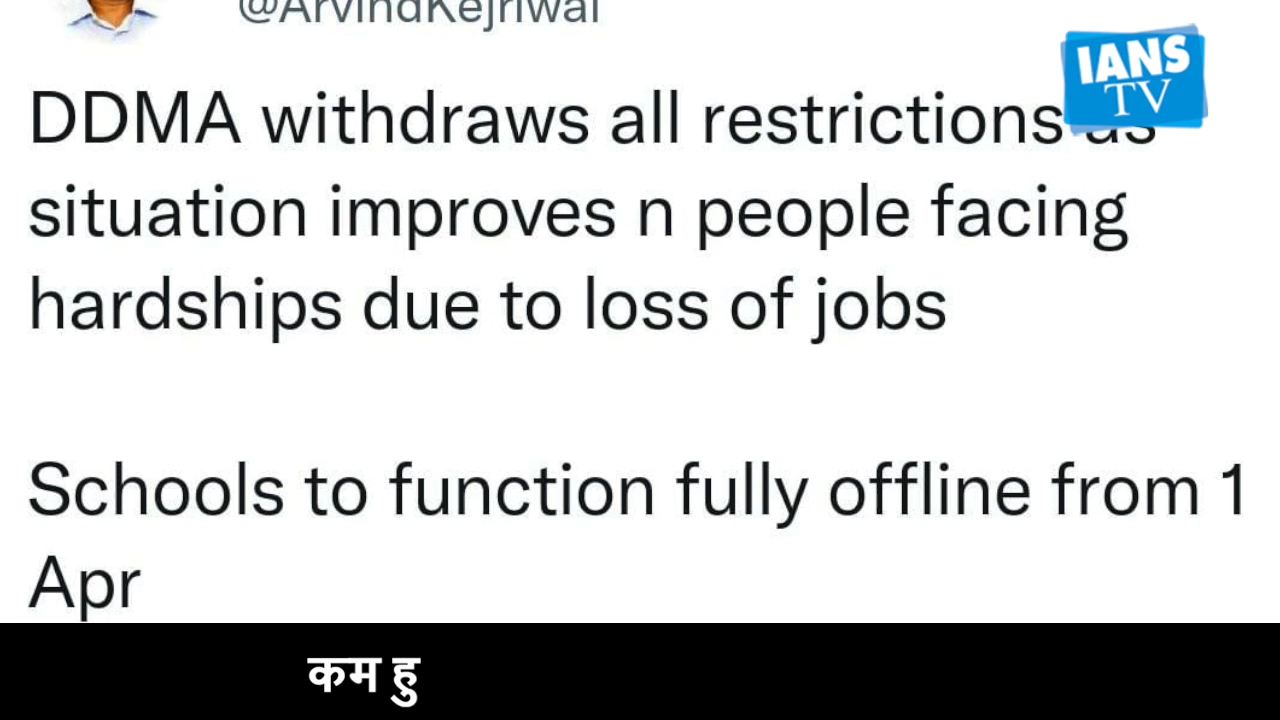 @ArvindKejriwal
IANS
TV
DDMA withdraws all restrictions as
situation improves n people facing
hardships due to loss of jobs
Schools to function fully offline from 1
Apr
कम हु